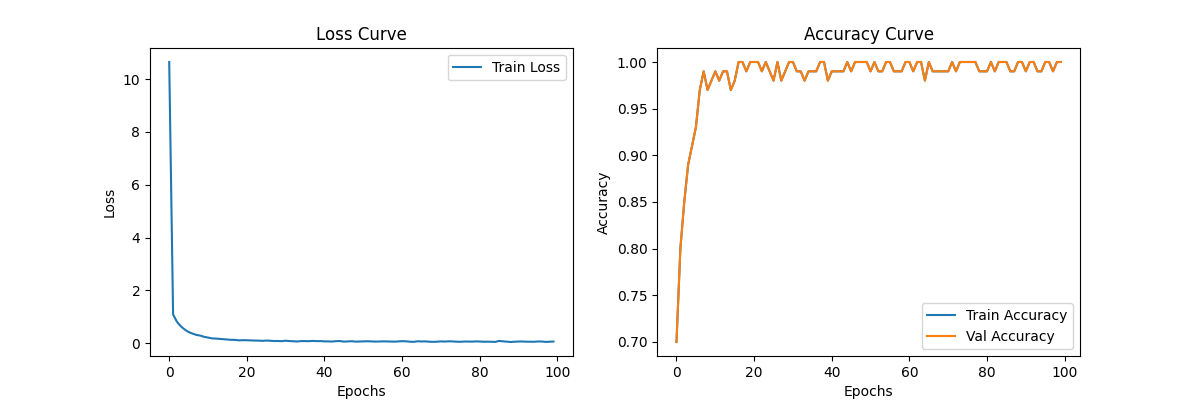 Loss Curve
Train Loss
10
8
6
4
2
0
0 20 40 60 80 100
Epochs
Loss
Accuracy Curve
1.00
0.95
0.90
0.85
0.80
0.75
0.70
Train Accuracy
Val Accuracy
0 20 40 60 80 100
Epochs
Accuracy